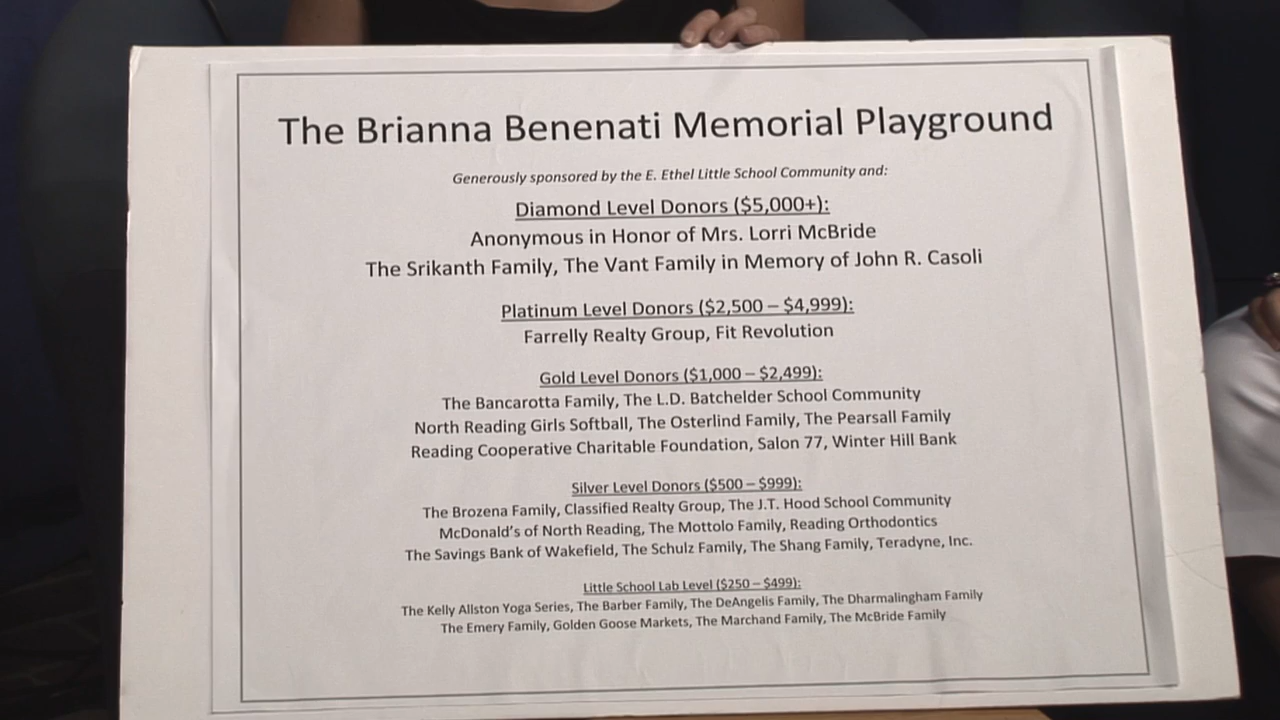 The Brianna Benenati Memorial Playground
Generously sponsored by the E. Ethel Little School Community and:
Diamond Level Donors ($5,000+):
Anonymous in Honor of Mrs. Lorri McBride
The Srikanth Family, The Vant Family in Memory of John R. Casoli
Platinum Level Donors ($2,500 – $4,999):
Farrelly Realty Group, Fit Revolution
Gold Level Donors ($1,000 – $2,499):
The Bancarotta Family, The L.D. Batchelder School Community
North Reading Girls Softball, The Osterlind Family, The Pearsall Family
Reading Cooperative Charitable Foundation, Salon 77, Winter Hill Bank
Silver Level Donors ($500 – $999):
The Brozena Family, Classified Realty Group, The J.T. Hood School Community
McDonald's of North Reading, The Mottolo Family, Reading Orthodontics
The Savings Bank of Wakefield, The Schulz Family, The Shang Family, Teradyne, Inc.
Little School Lab Level ($250 – $499):
The Kelly Allston Yoga Series, The Barber Family, The DeAngelis Family, The Dharmalingham Family
The Emery Family, Golden Goose Markets, The Marchand Family, The McBride Family